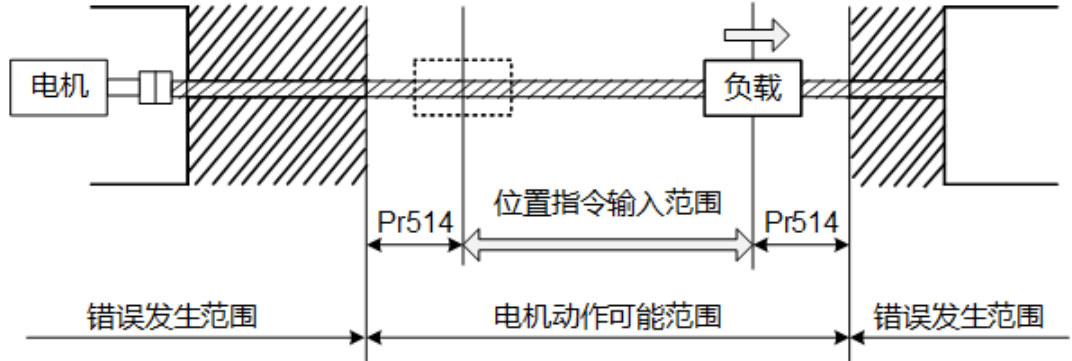 电机
负载
位置指令输入范围
Pr514
Pr514
错误发生范围
电机动作可能范围
错误发生范围